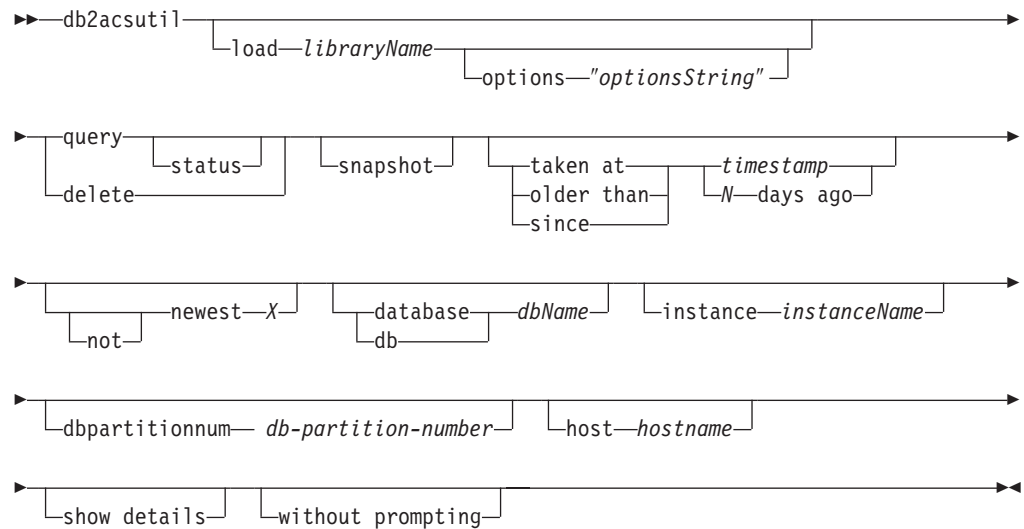 db2acsutil
load libraryName
options "optionsString"
query taken at timestamp
status snapshot older than N days ago
delete since
newest X database dbName instance instanceName
not db
dbpartitionnum db-partition-number host hostname
show details without prompting